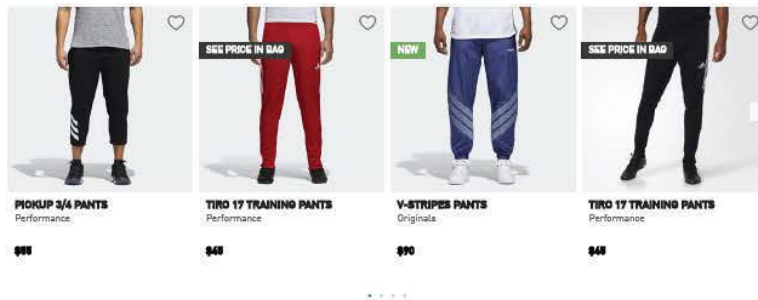 SEE PRICE IN BAG
NEW
SEE PRICE IN BAG
PICKUP 3/4 PANTS
Performance
TIRO 17 TRAINING PANTS
Performance
V-STRIPES PANTS
Originals
TIRO 17 TRAINING PANTS
Performance
$45
$90
$45